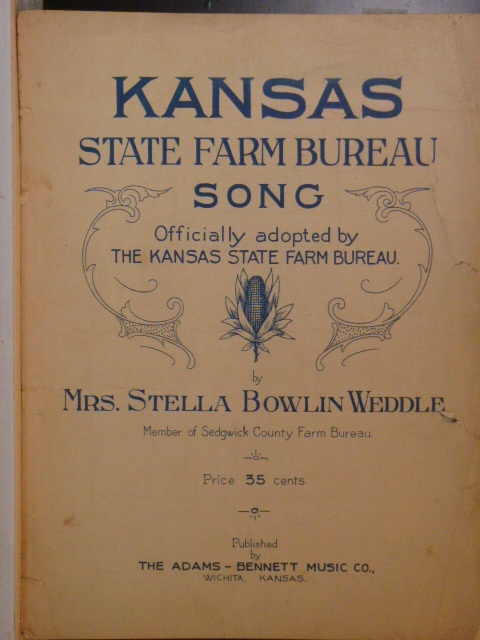 KANSAS
STATE FARM BUREAU
SONG
Officially adopted by
THE KANSAS STATE FARM BUREAU.
by
MRS. STELLA BOWLIN WEDDLE
Member of Sedgwick County Farm Bureau.
Price 35 cents
Published
by
THE ADAMS - BENNETT MUSIC CO.,
WICHITA, KANSAS.